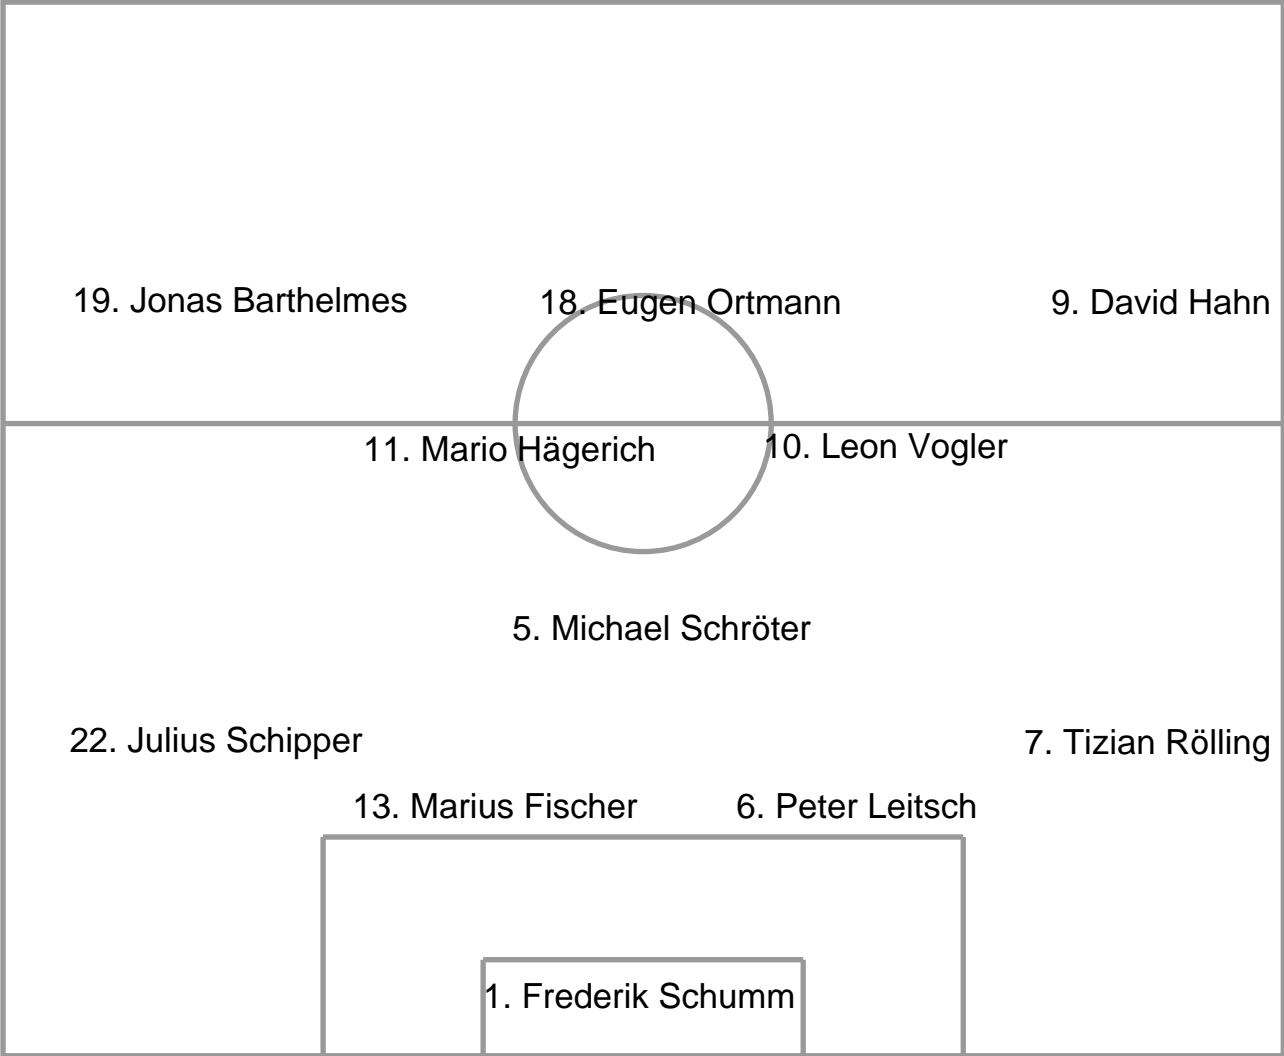 19. Jonas Barthelmes
18. Eugen Ortmann
9. David Hahn
11. Mario Hägerich
10. Leon Vogler
5. Michael Schröter
22. Julius Schipper
7. Tizian Rölling
13. Marius Fischer
6. Peter Leitsch
1. Frederik Schumm